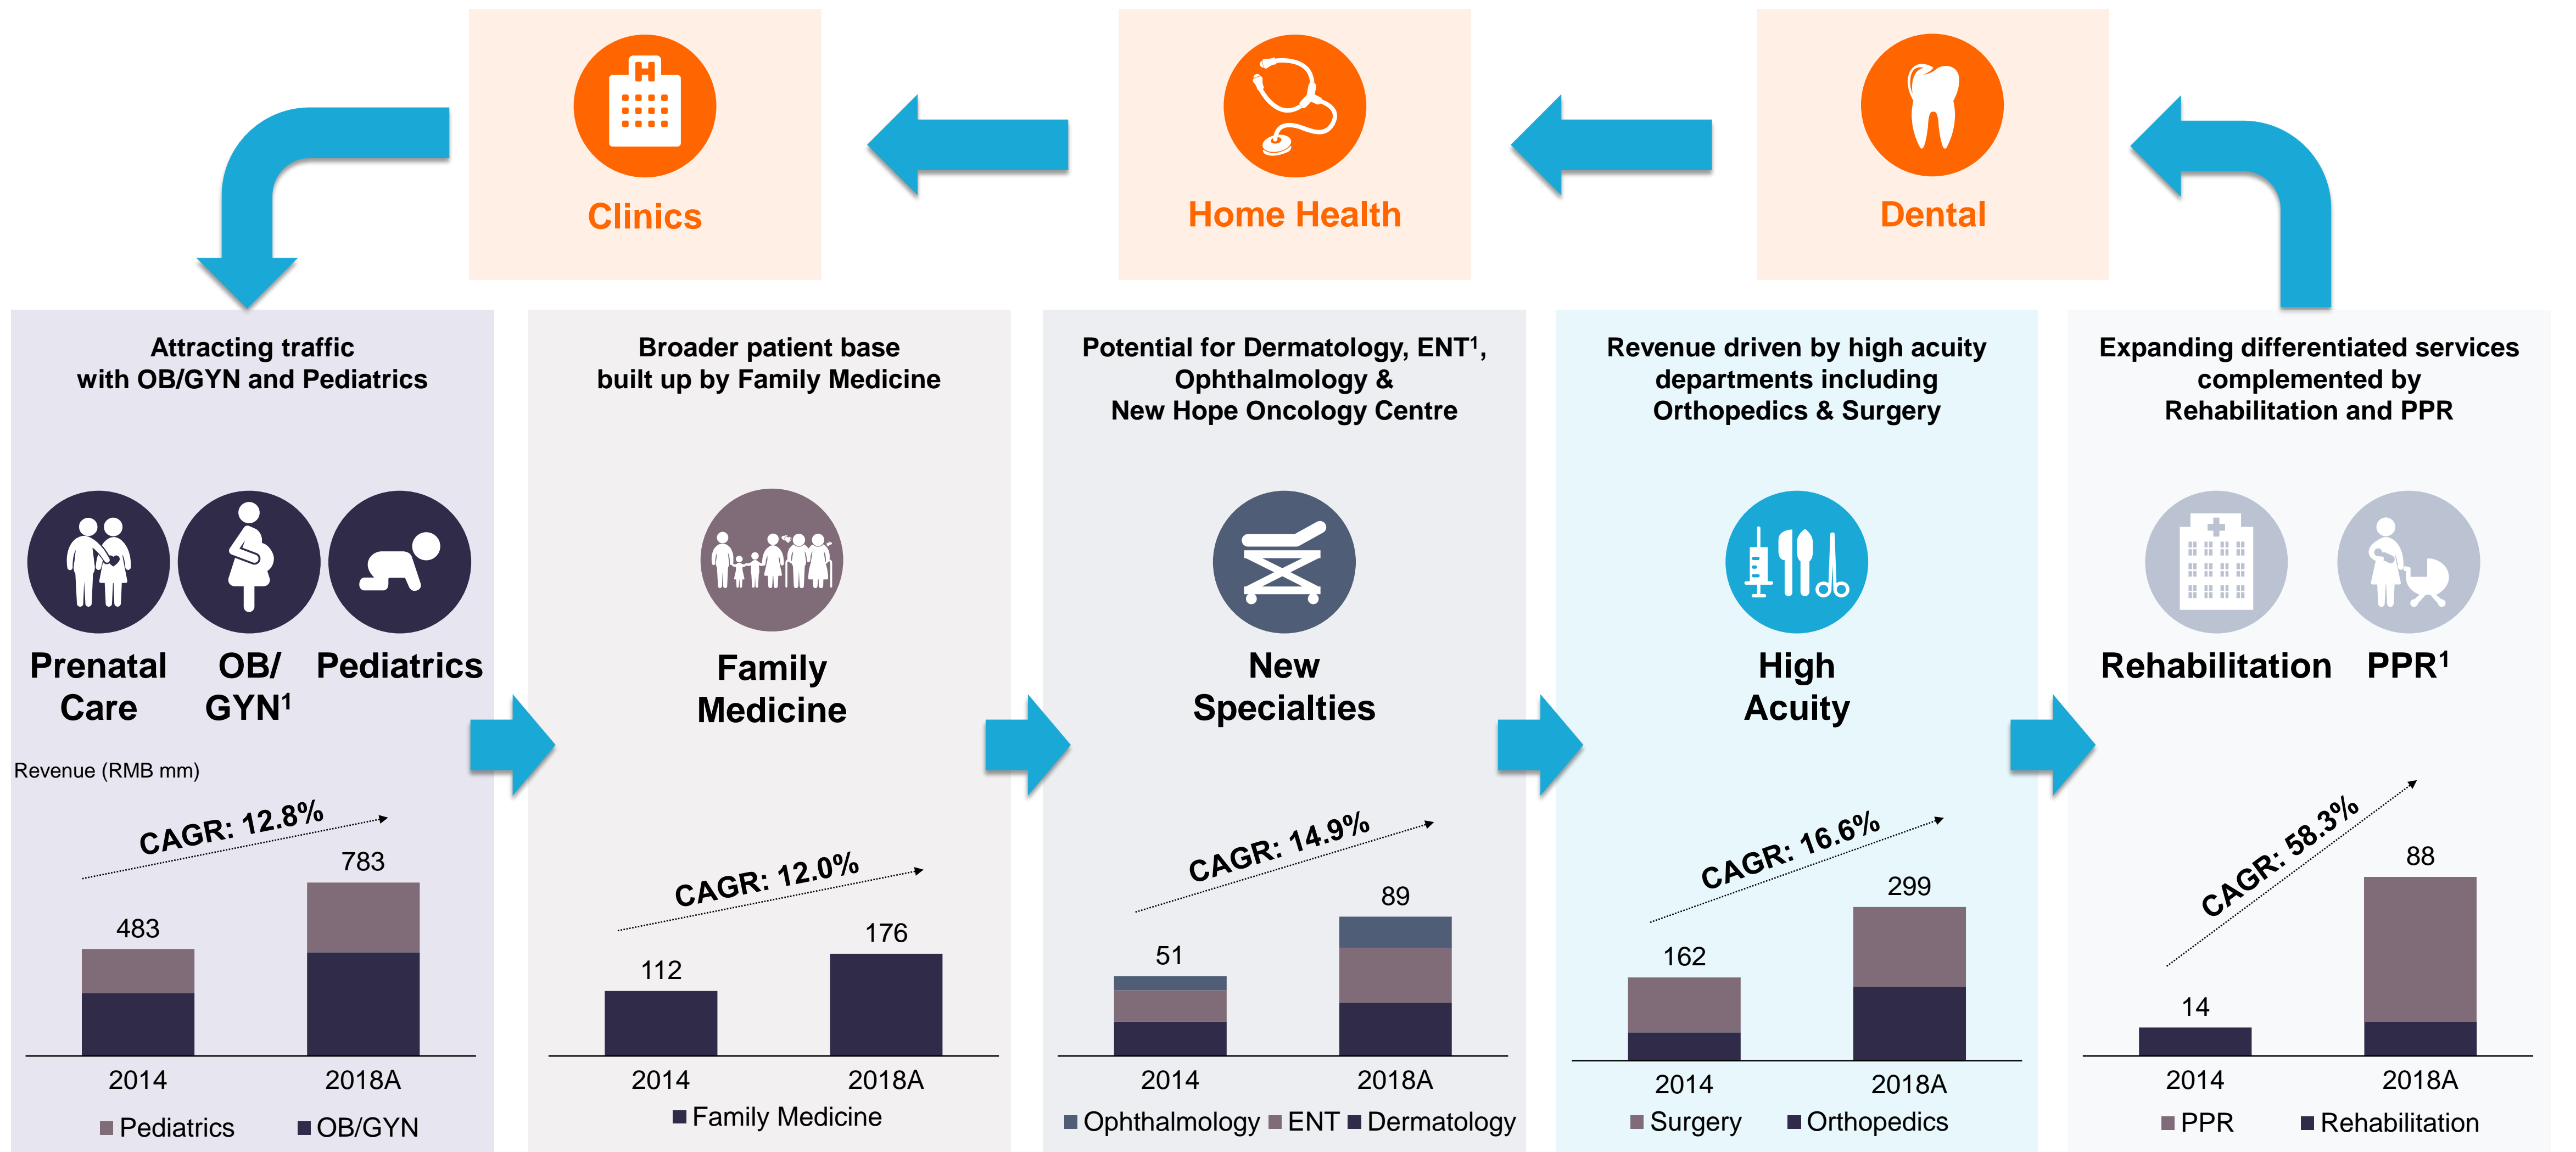 Clinics
Home Health
Dental
Attracting traffic
with OB/GYN and Pediatrics
Prenatal
Care
OB/
GYN¹
Pediatrics
Revenue (RMB mm)
CAGR: 12.8%
483
783
2014
2018A
Pediatrics
OB/GYN
Broader patient base
built up by Family Medicine
Family
Medicine
CAGR: 12.0%
112
176
2014
2018A
Family Medicine
Potential for Dermatology, ENT¹,
Ophthalmology &
New Hope Oncology Centre
New
Specialties
CAGR: 14.9%
51
89
2014
2018A
Ophthalmology
ENT
Dermatology
Revenue driven by high acuity
departments including
Orthopedics & Surgery
High
Acuity
CAGR: 16.6%
162
299
2014
2018A
Surgery
Orthopedics
Expanding differentiated services
complemented by
Rehabilitation and PPR
Rehabilitation
PPR¹
CAGR: 58.3%
14
88
2014
2018A
PPR
Rehabilitation